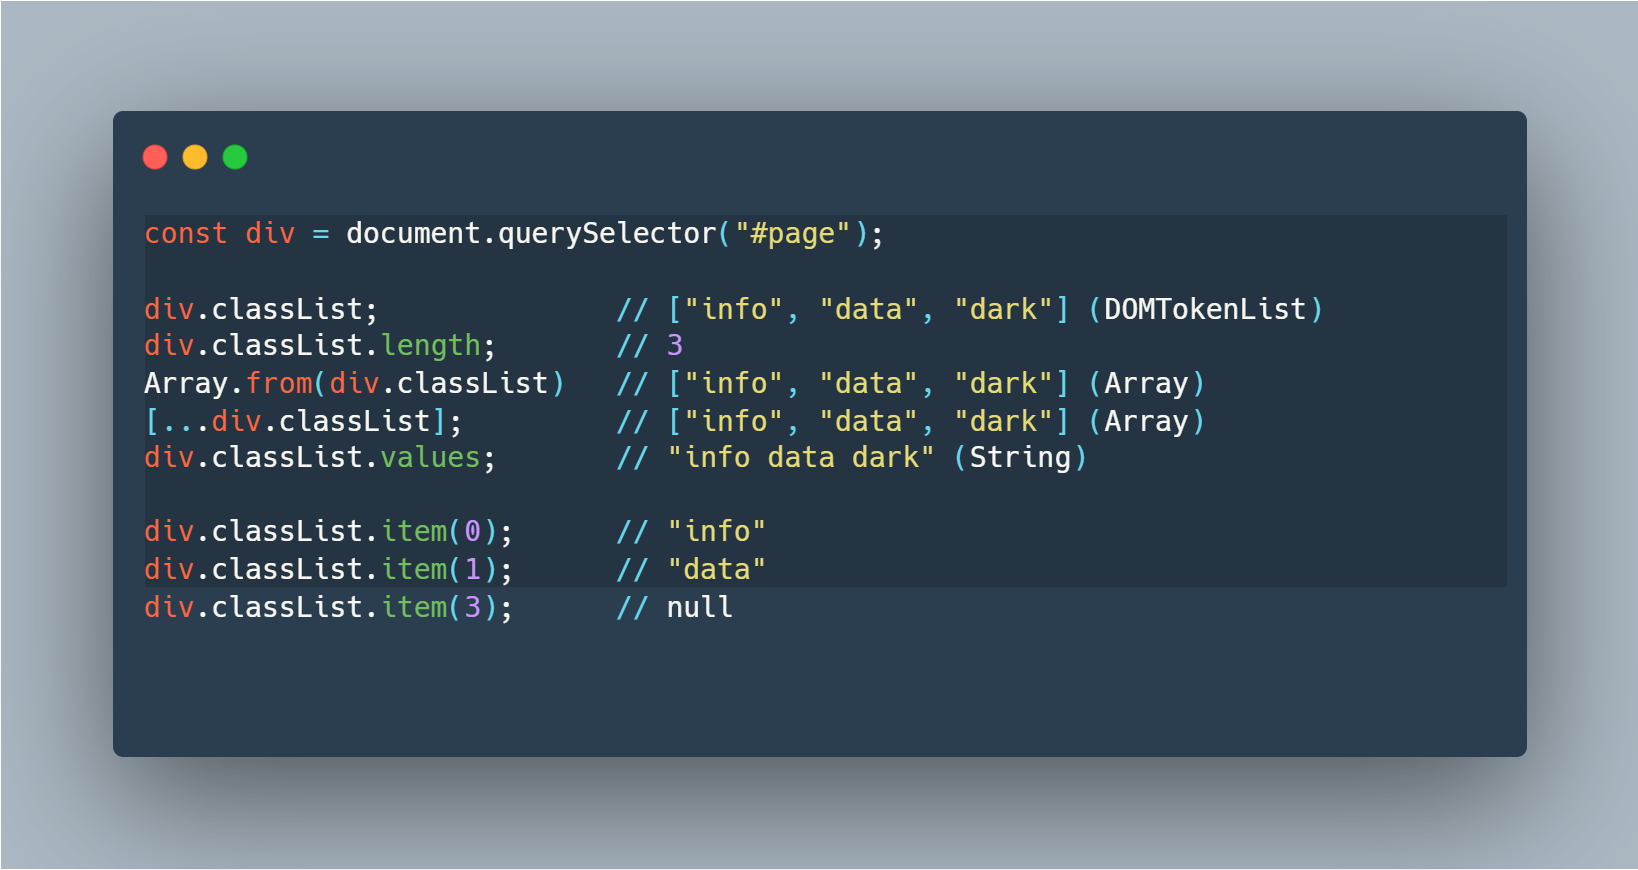 const div = document.querySelector("#page");
div.classList; // ["info", "data", "dark"] (DOMTokenList)
div.classList.length; // 3
Array.from(div.classList) // ["info", "data", "dark"] (Array)
[...div.classList]; // ["info", "data", "dark"] (Array)
div.classList.values; // "info data dark" (String)
div.classList.item(0); // "info"
div.classList.item(1); // "data"
div.classList.item(3); // null